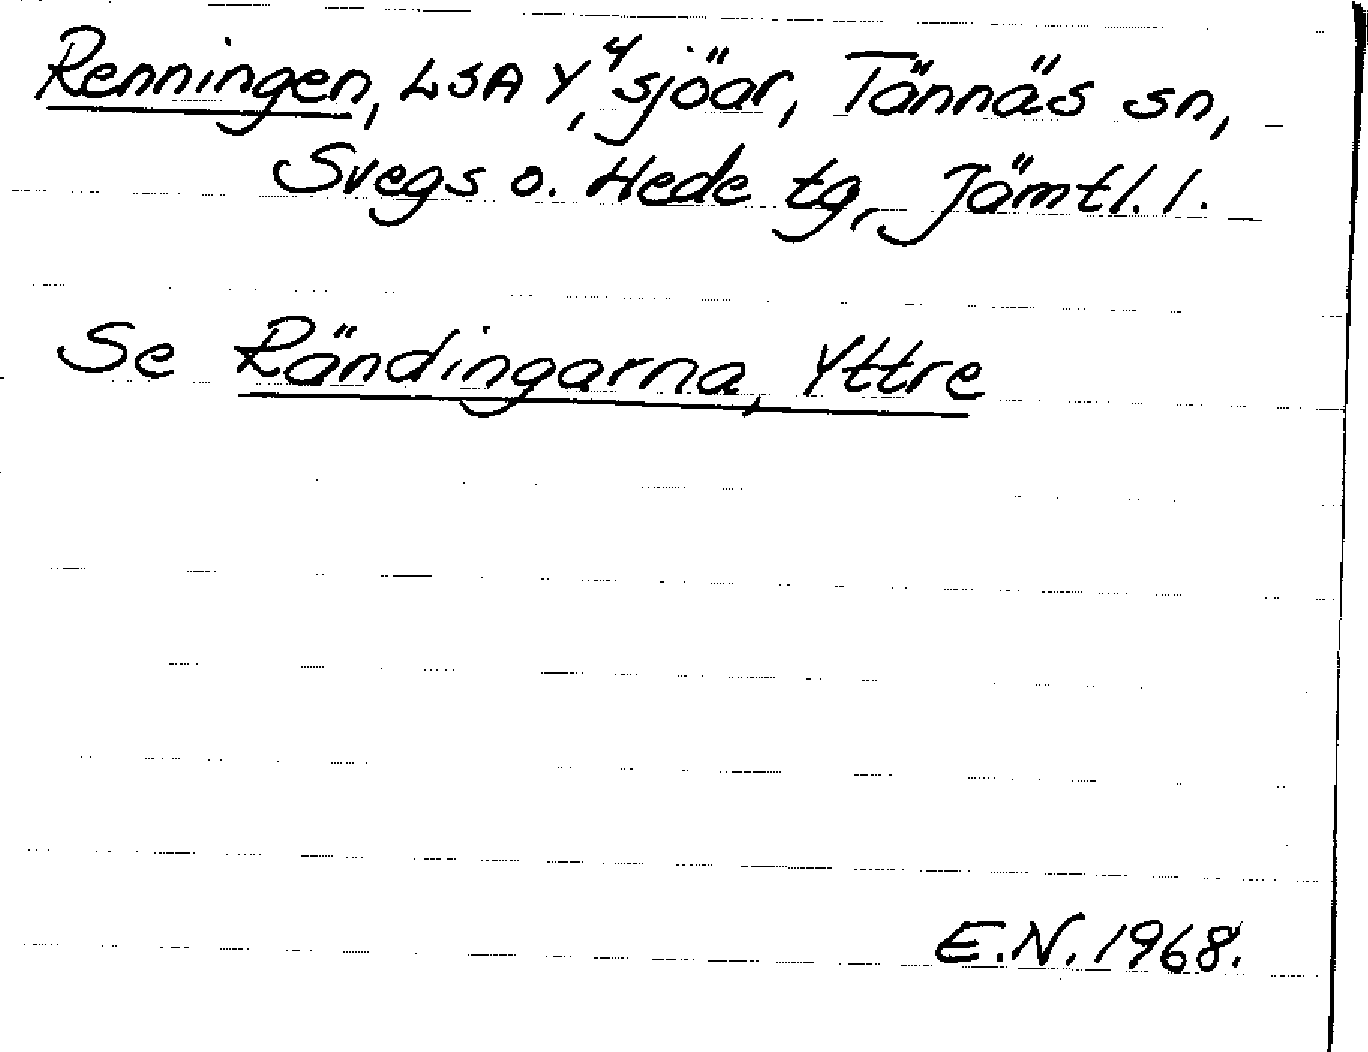 Renningen, LSA Y, 4 sjöar, Tännäs sn,
Svegs o. Hede tg, Jämtl. l.
Se Rändingarna, Yttre
E.N. 1968.